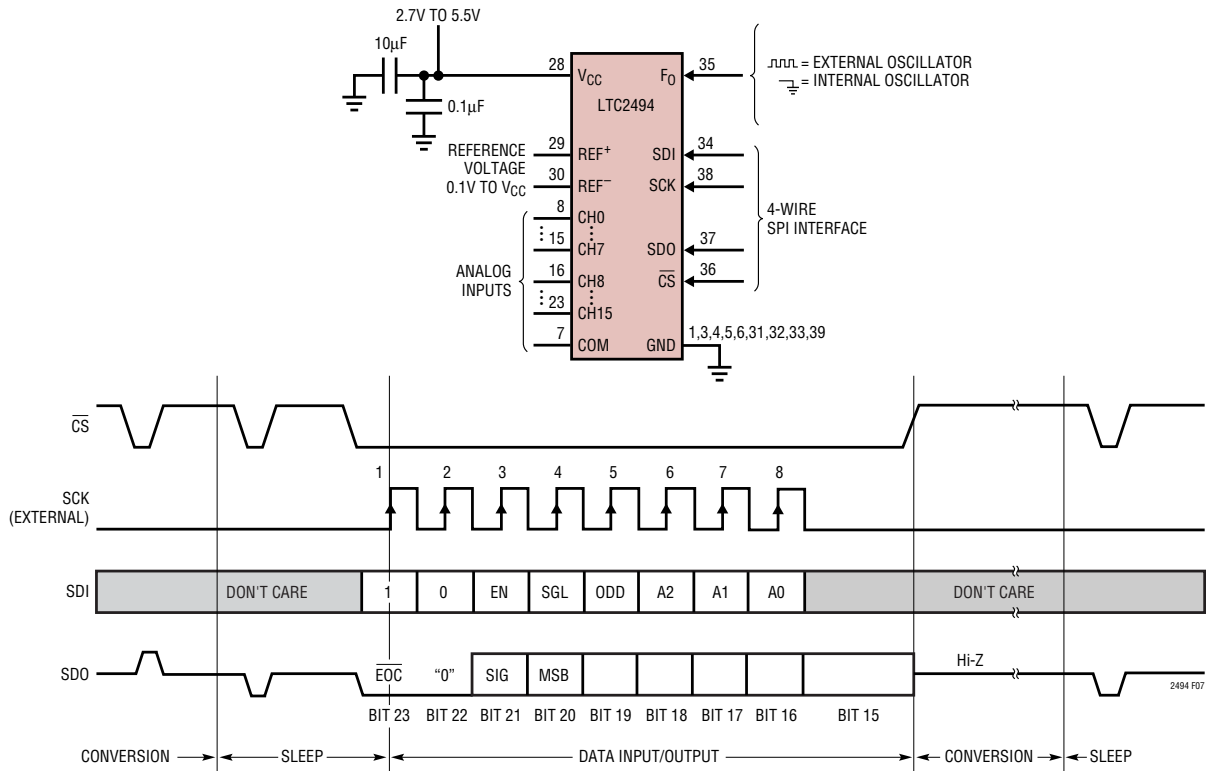 2.7V TO 5.5V
10µF
0.1µF
28
VCC
FO
35
LTC2494
= EXTERNAL OSCILLATOR
= INTERNAL OSCILLATOR
REFERENCE
VOLTAGE
0.1V TO VCC
29
REF+
30
REF−
SDI
34
SCK
38
4-WIRE
SPI INTERFACE
ANALOG
INPUTS
8
CH0
15
CH7
16
CH8
23
CH15
7
COM
SDO
37
CS
36
GND
1,3,4,5,6,31,32,33,39
CS
1 2 3 4 5 6 7 8
SCK
(EXTERNAL)
SDI DON'T CARE 1 0 EN SGL ODD A2 A1 A0 DON'T CARE
SDO EOC “0” SIG MSB Hi-Z
2494 F07
BIT 23 BIT 22 BIT 21 BIT 20 BIT 19 BIT 18 BIT 17 BIT 16 BIT 15
CONVERSION SLEEP DATA INPUT/OUTPUT CONVERSION SLEEP